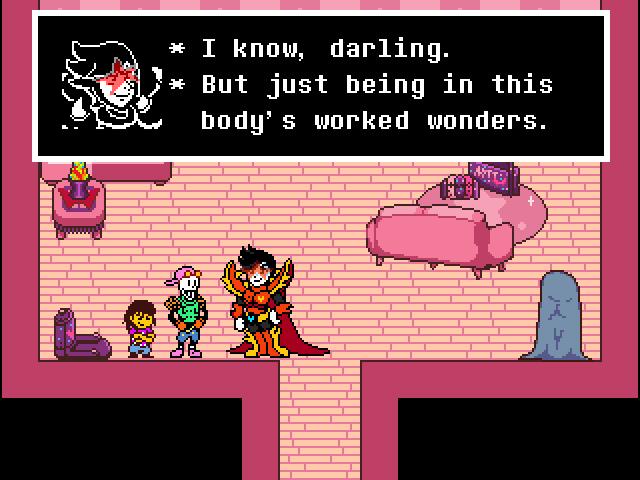 * I know, darling.
* But just being in this
body's worked wonders.